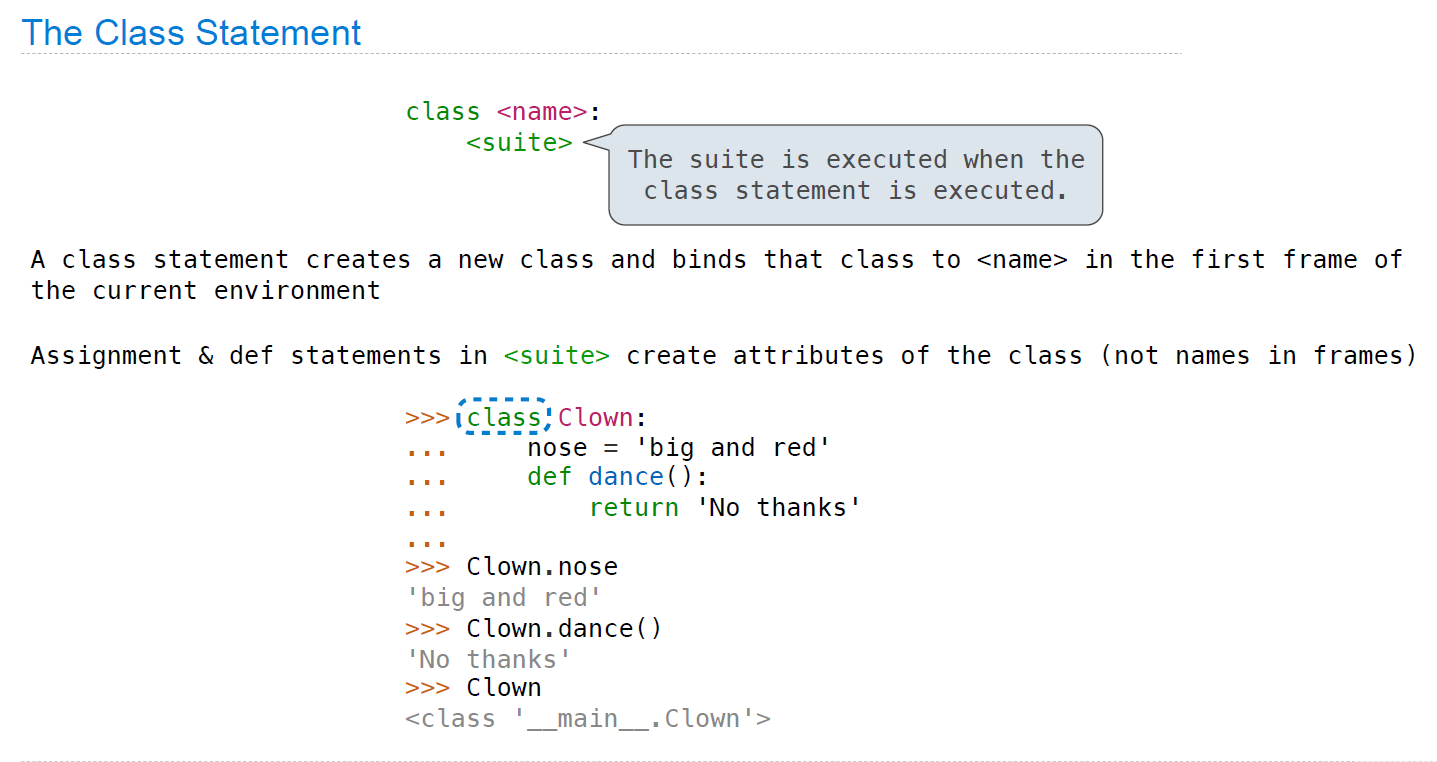 The Class Statement
class <name>:
    <suite>
The suite is executed when the
class statement is executed.
A class statement creates a new class and binds that class to <name> in the first frame of
the current environment
Assignment & def statements in <suite> create attributes of the class (not names in frames)
>>> class Clown:
...     nose = 'big and red'
...     def dance():
...         return 'No thanks'
...
>>> Clown.nose
'big and red'
>>> Clown.dance()
'No thanks'
>>> Clown
<class '__main__.Clown'>